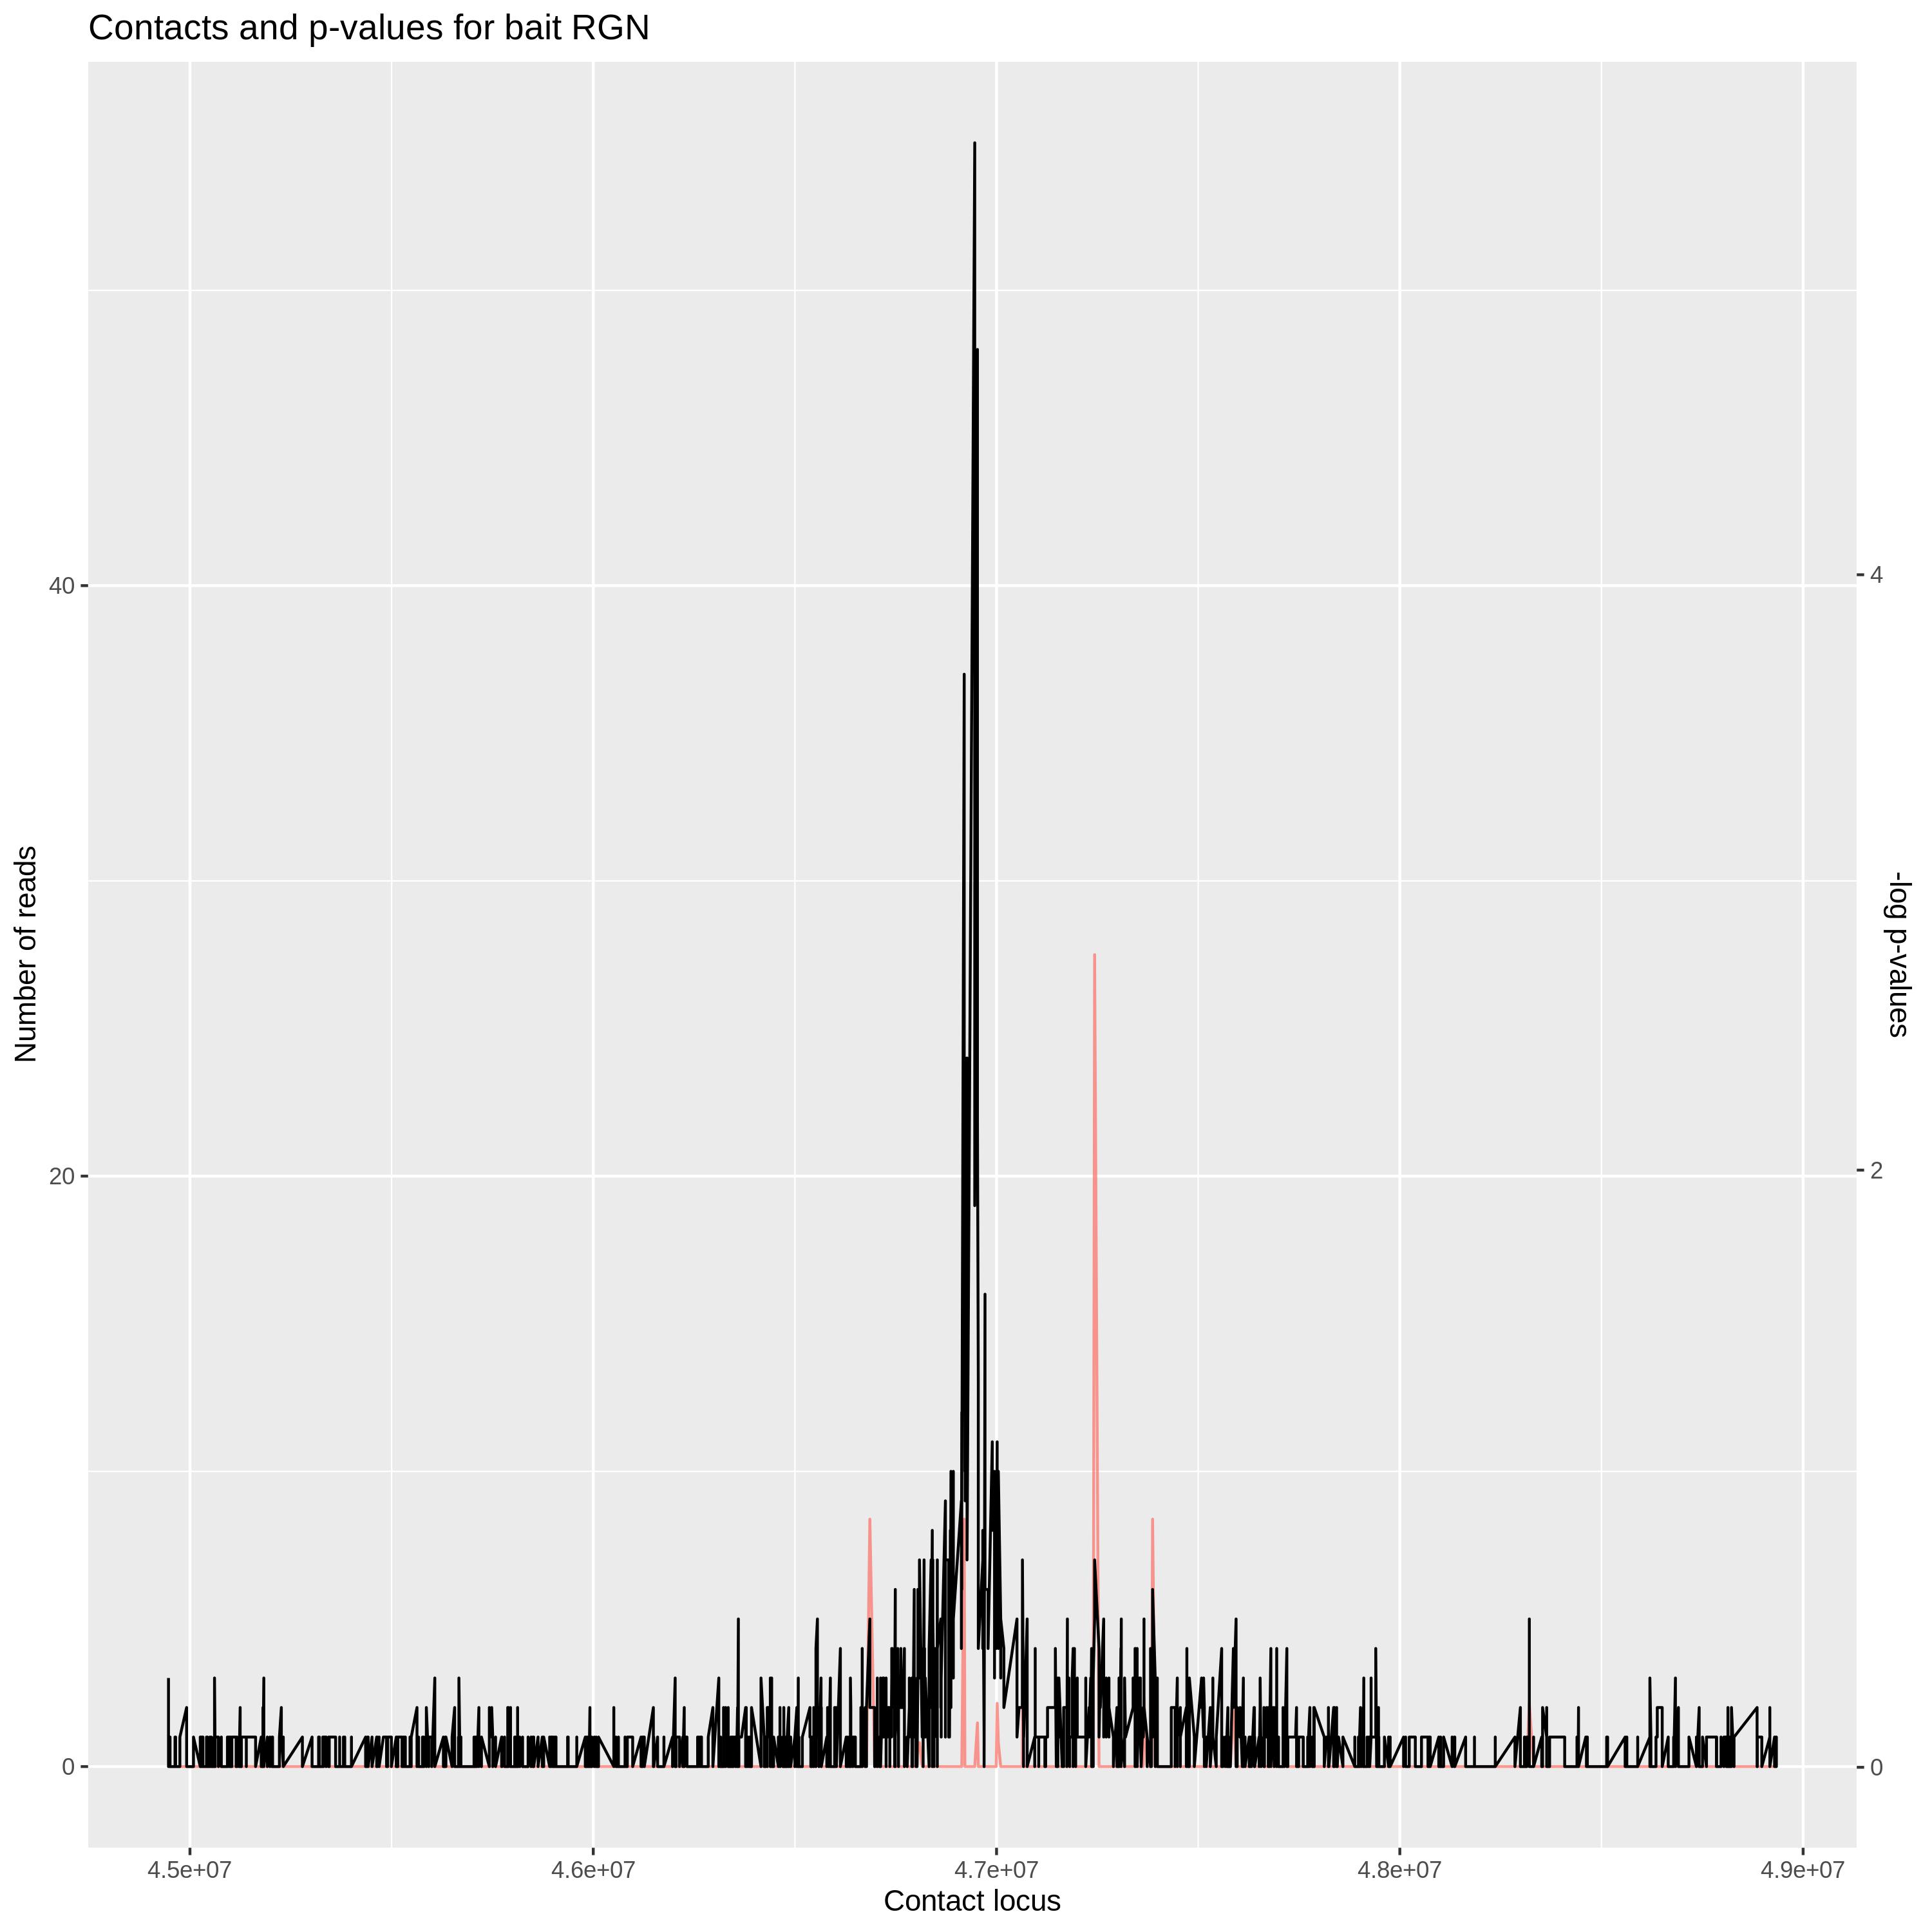 Contacts and p-values for bait RGN
Number of reads
40
20
0
4
2
0
-log p-values
4.5e+07 4.6e+07 4.7e+07 4.8e+07 4.9e+07
Contact locus